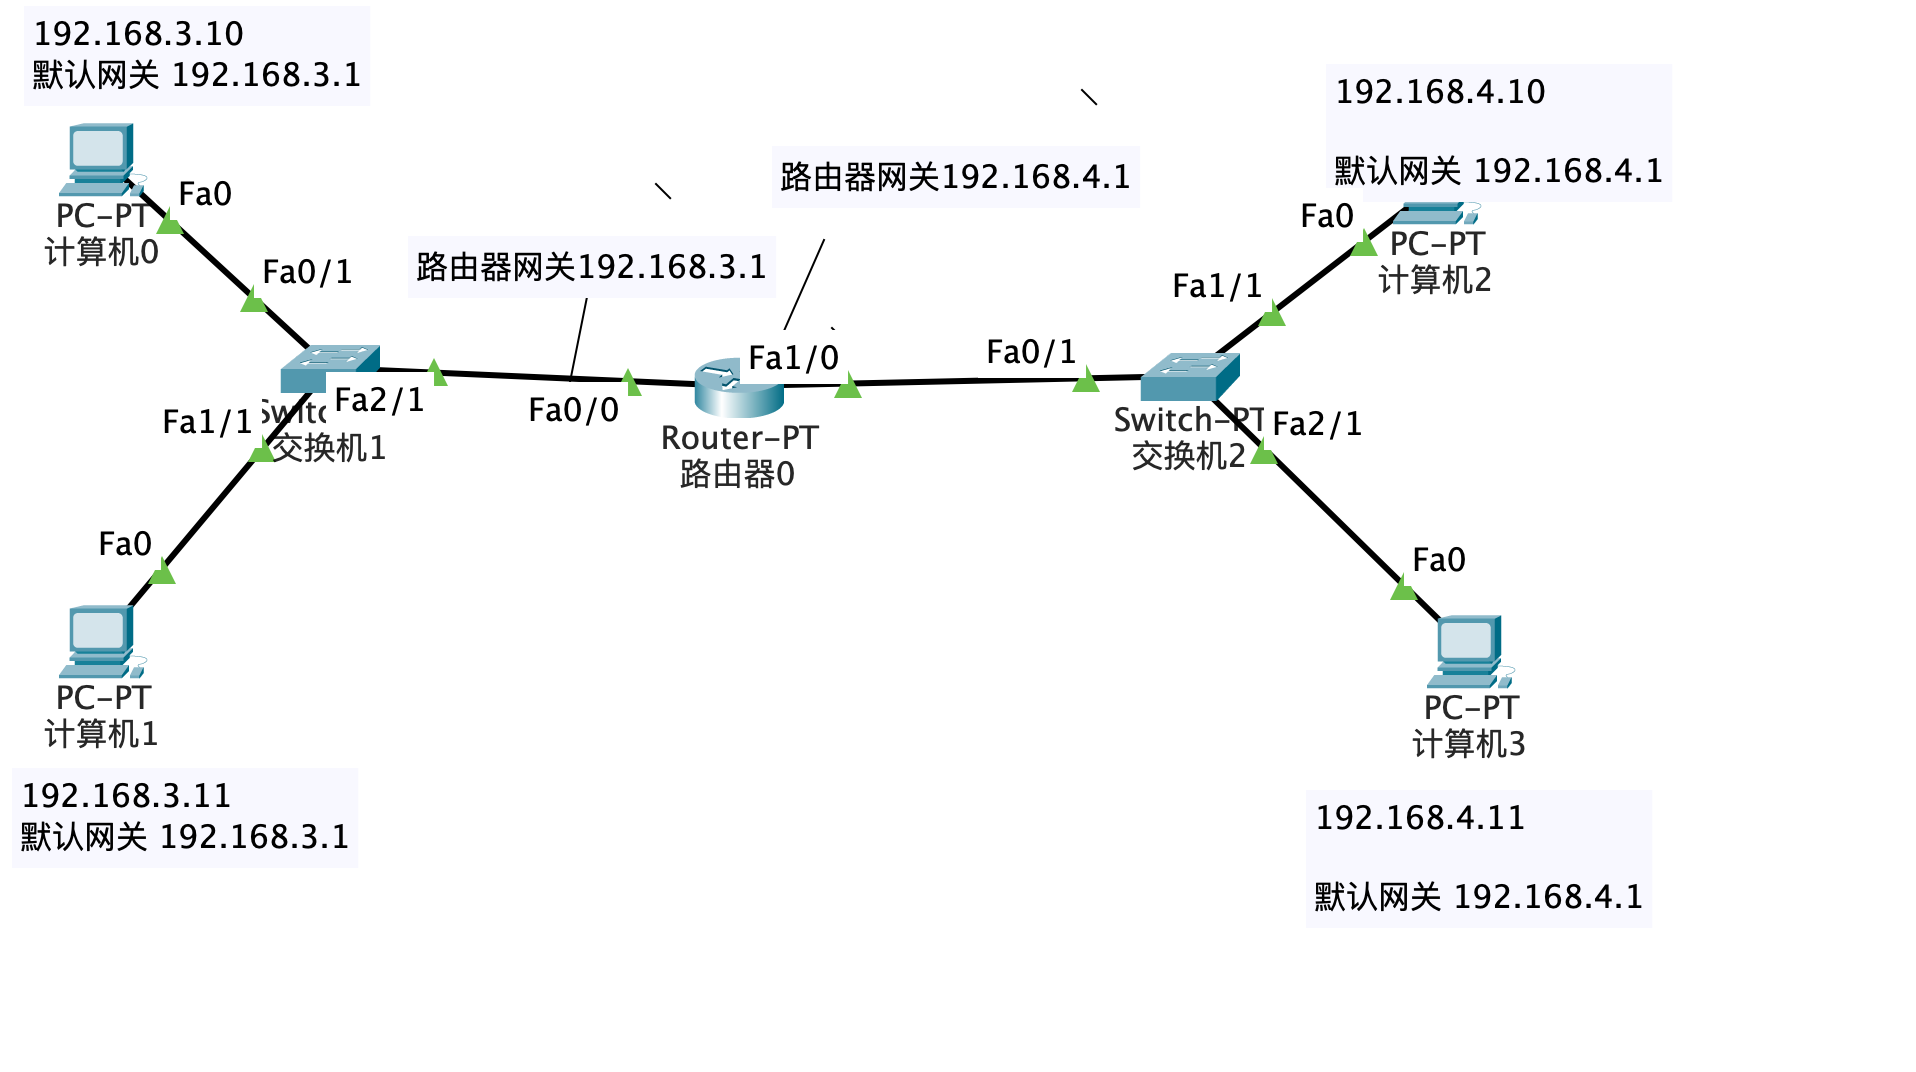 192.168.3.10
默认网关 192.168.3.1
192.168.4.10
默认网关 192.168.4.1
路由器网关192.168.4.1
路由器网关192.168.3.1
Fa0
PC-PT
计算机0
Fa0/1
Fa0
PC-PT
计算机2
Fa1/1
Fa1/0
Fa0/1
Fa2/1
Fa0/0
Fa1/1
交换机1
Router-PT
路由器0
Switch-PT
交换机2
Fa2/1
Fa0
PC-PT
计算机1
Fa0
PC-PT
计算机3
192.168.3.11
默认网关 192.168.3.1
192.168.4.11
默认网关 192.168.4.1